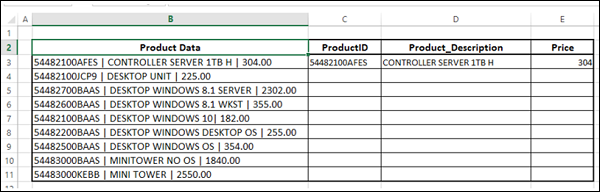 A B C D E
1
2 Product Data ProductID Product_Description Price
3 54482100AFES | CONTROLLER SERVER 1TB H | 304.00 54482100AFES CONTROLLER SERVER 1TB H 304
4 54482100JCP9 | DESKTOP UNIT | 225.00
5 54482700BAAS | DESKTOP WINDOWS 8.1 SERVER | 2302.00
6 54482600BAAS | DESKTOP WINDOWS 8.1 WKST | 355.00
7 54482100BAAS | DESKTOP WINDOWS 10| 182.00
8 54482200BAAS | DESKTOP WINDOWS DESKTOP OS | 255.00
9 54482500BAAS | DESKTOP WINDOWS OS | 354.00
10 54483000BAAS | MINITOWER NO OS | 1840.00
11 54483000KEBB | MINI TOWER | 2550.00